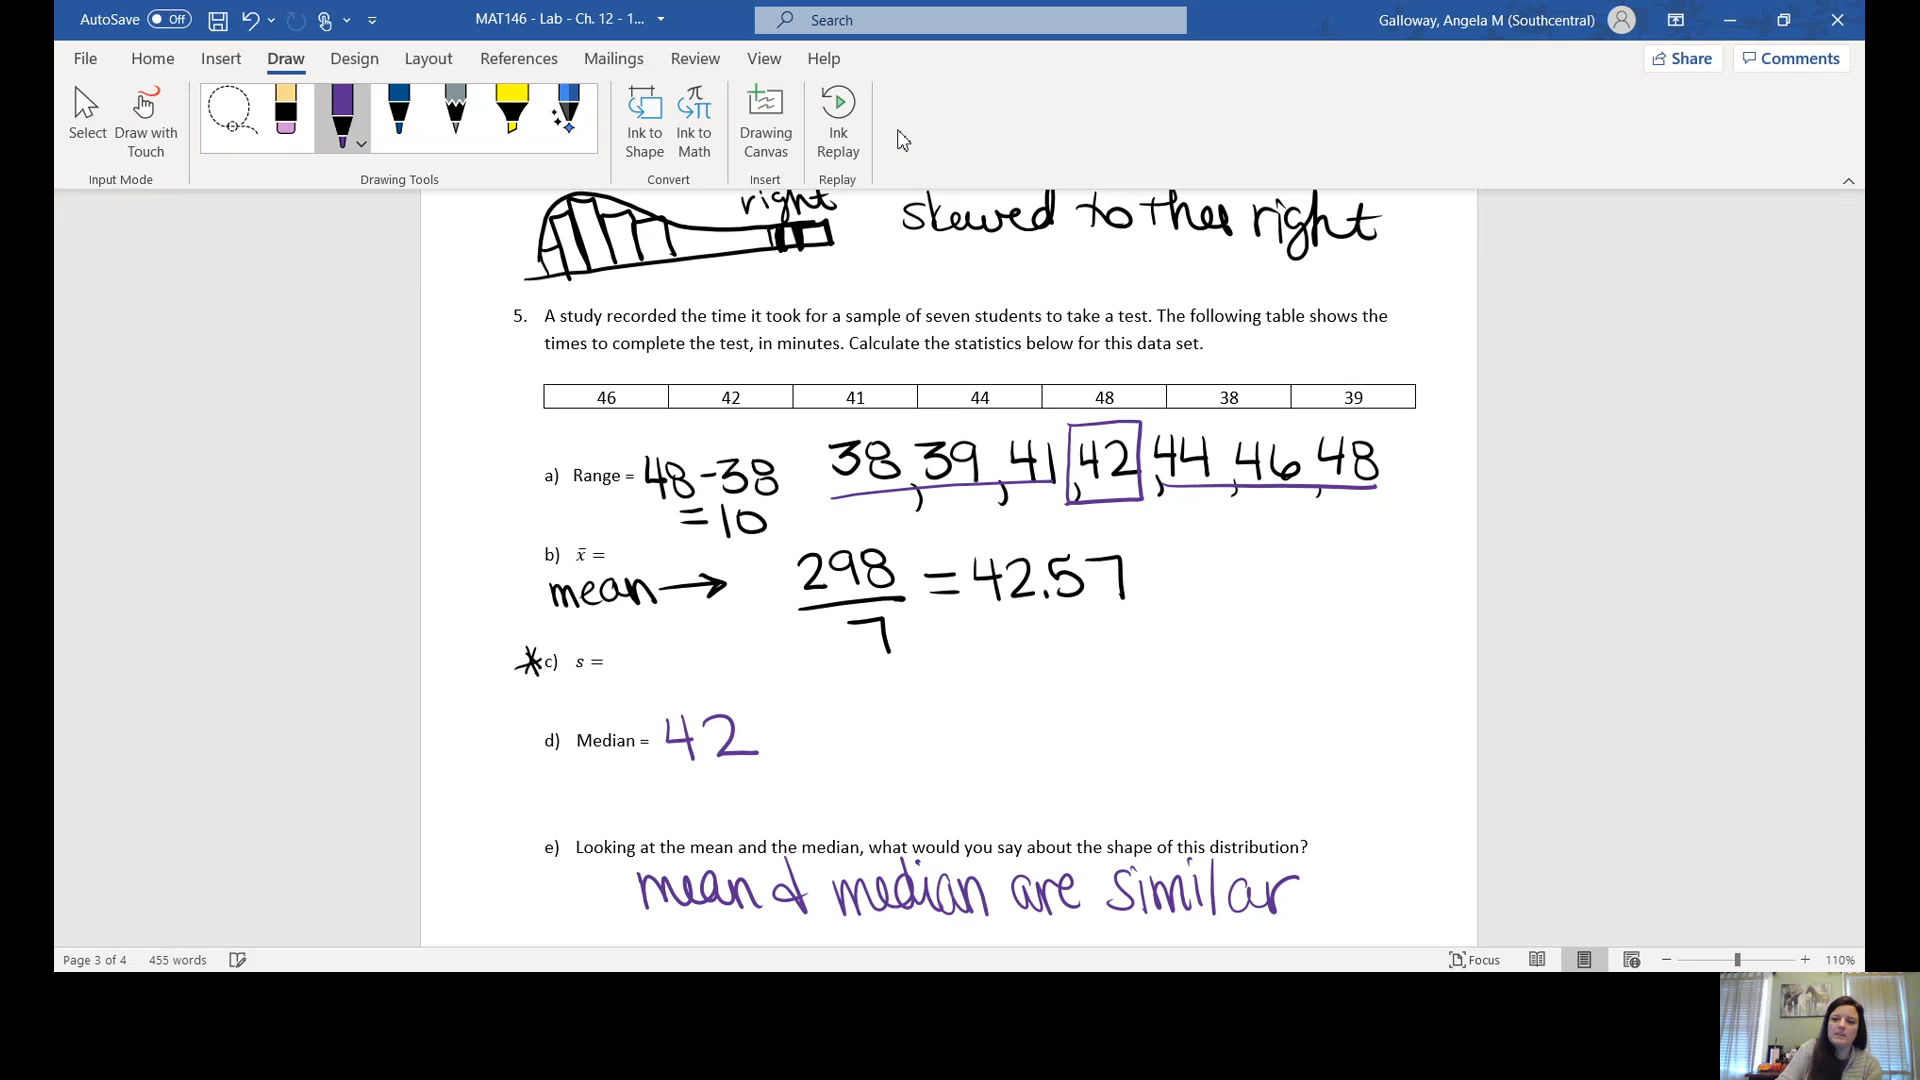 AutoSave Off
MAT146 - Lab - Ch. 12 - 1...
Search
Galloway, Angela M (Southcentral)
File Home Insert Draw Design Layout References Mailings Review View Help
Share Comments
Select Draw with Touch
Ink to Shape Ink to Math
Drawing Canvas
Ink Replay
Input Mode Drawing Tools Convert Insert Replay
right
skewed to ther right
5. A study recorded the time it took for a sample of seven students to take a test. The following table shows the
times to complete the test, in minutes. Calculate the statistics below for this data set.
46 42 41 44 48 38 39
38, 39, 41, 42, 44, 46, 48
a) Range = 48-38
=10
b) x̄ =
mean → 298/7 = 42.57
c) s =
d) Median = 42
e) Looking at the mean and the median, what would you say about the shape of this distribution?
mean & median are similar
Page 3 of 4 455 words
Focus
110%